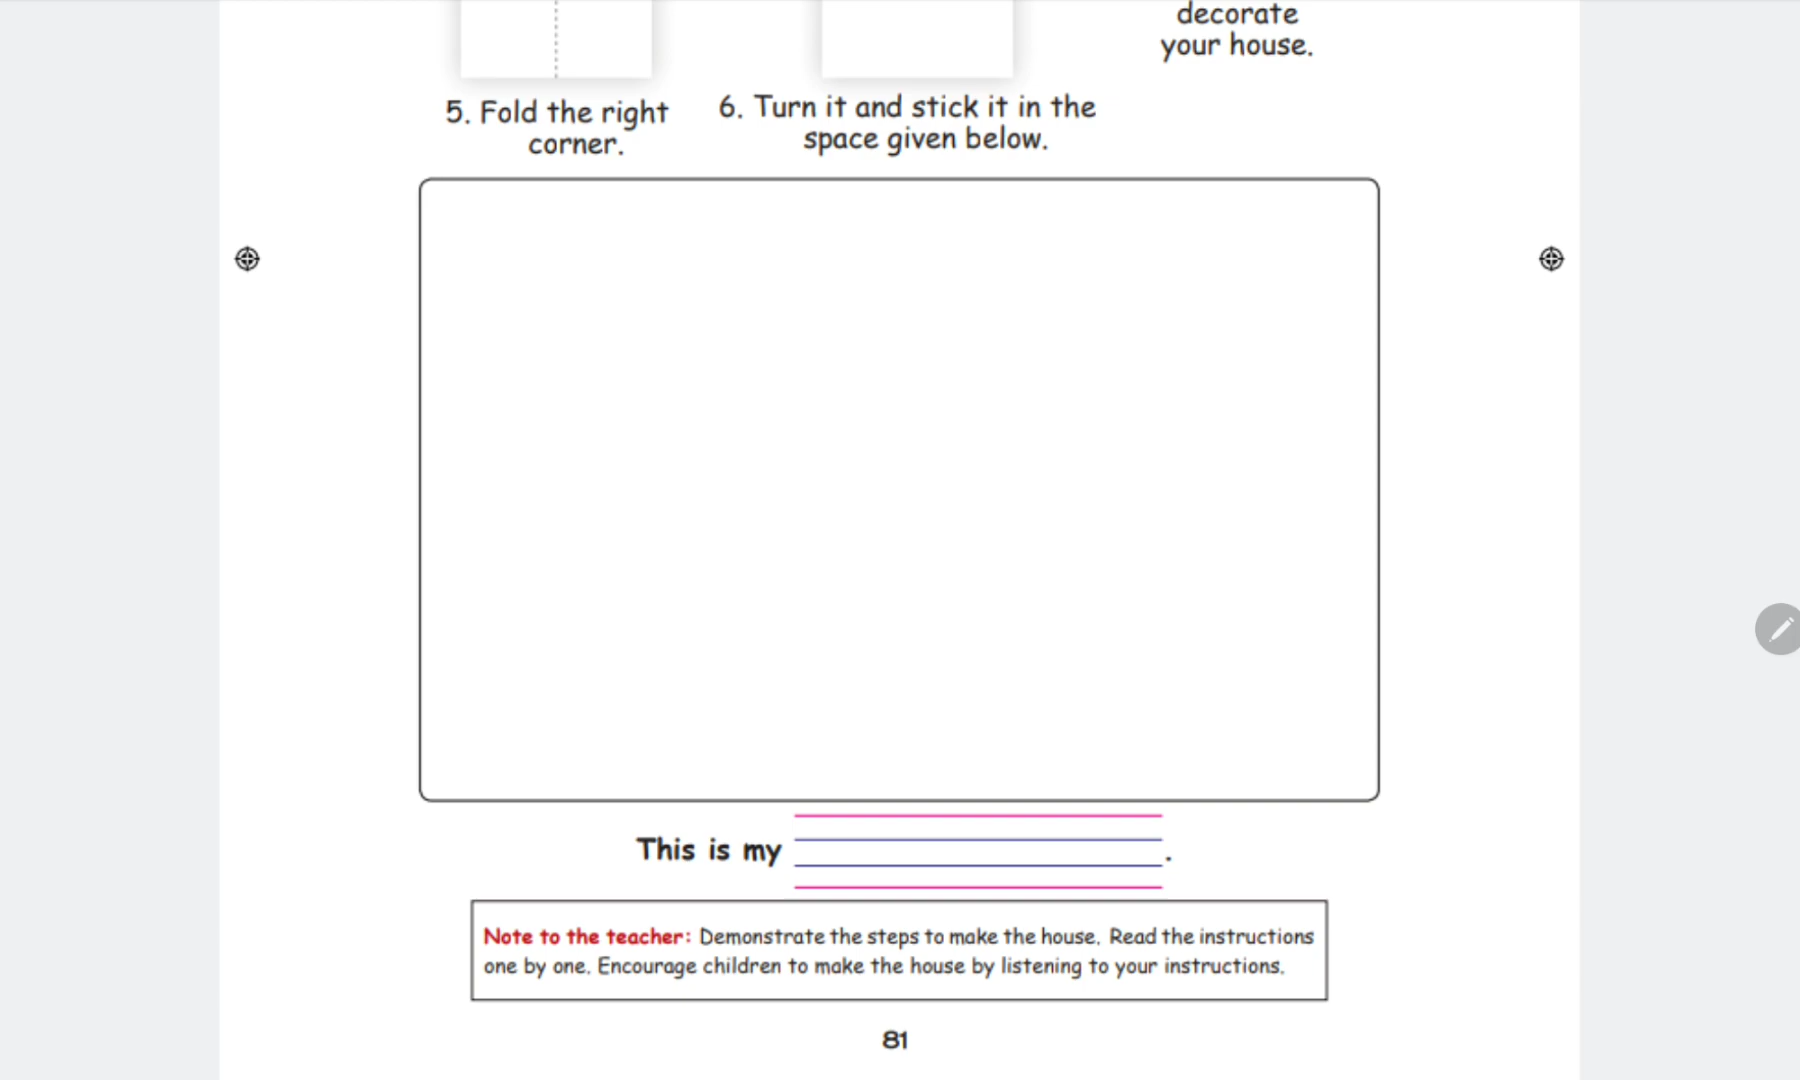 decorate
your house.
5. Fold the right
corner.
6. Turn it and stick it in the
space given below.
This is my
.
Note to the teacher: Demonstrate the steps to make the house. Read the instructions
one by one. Encourage children to make the house by listening to your instructions.
81